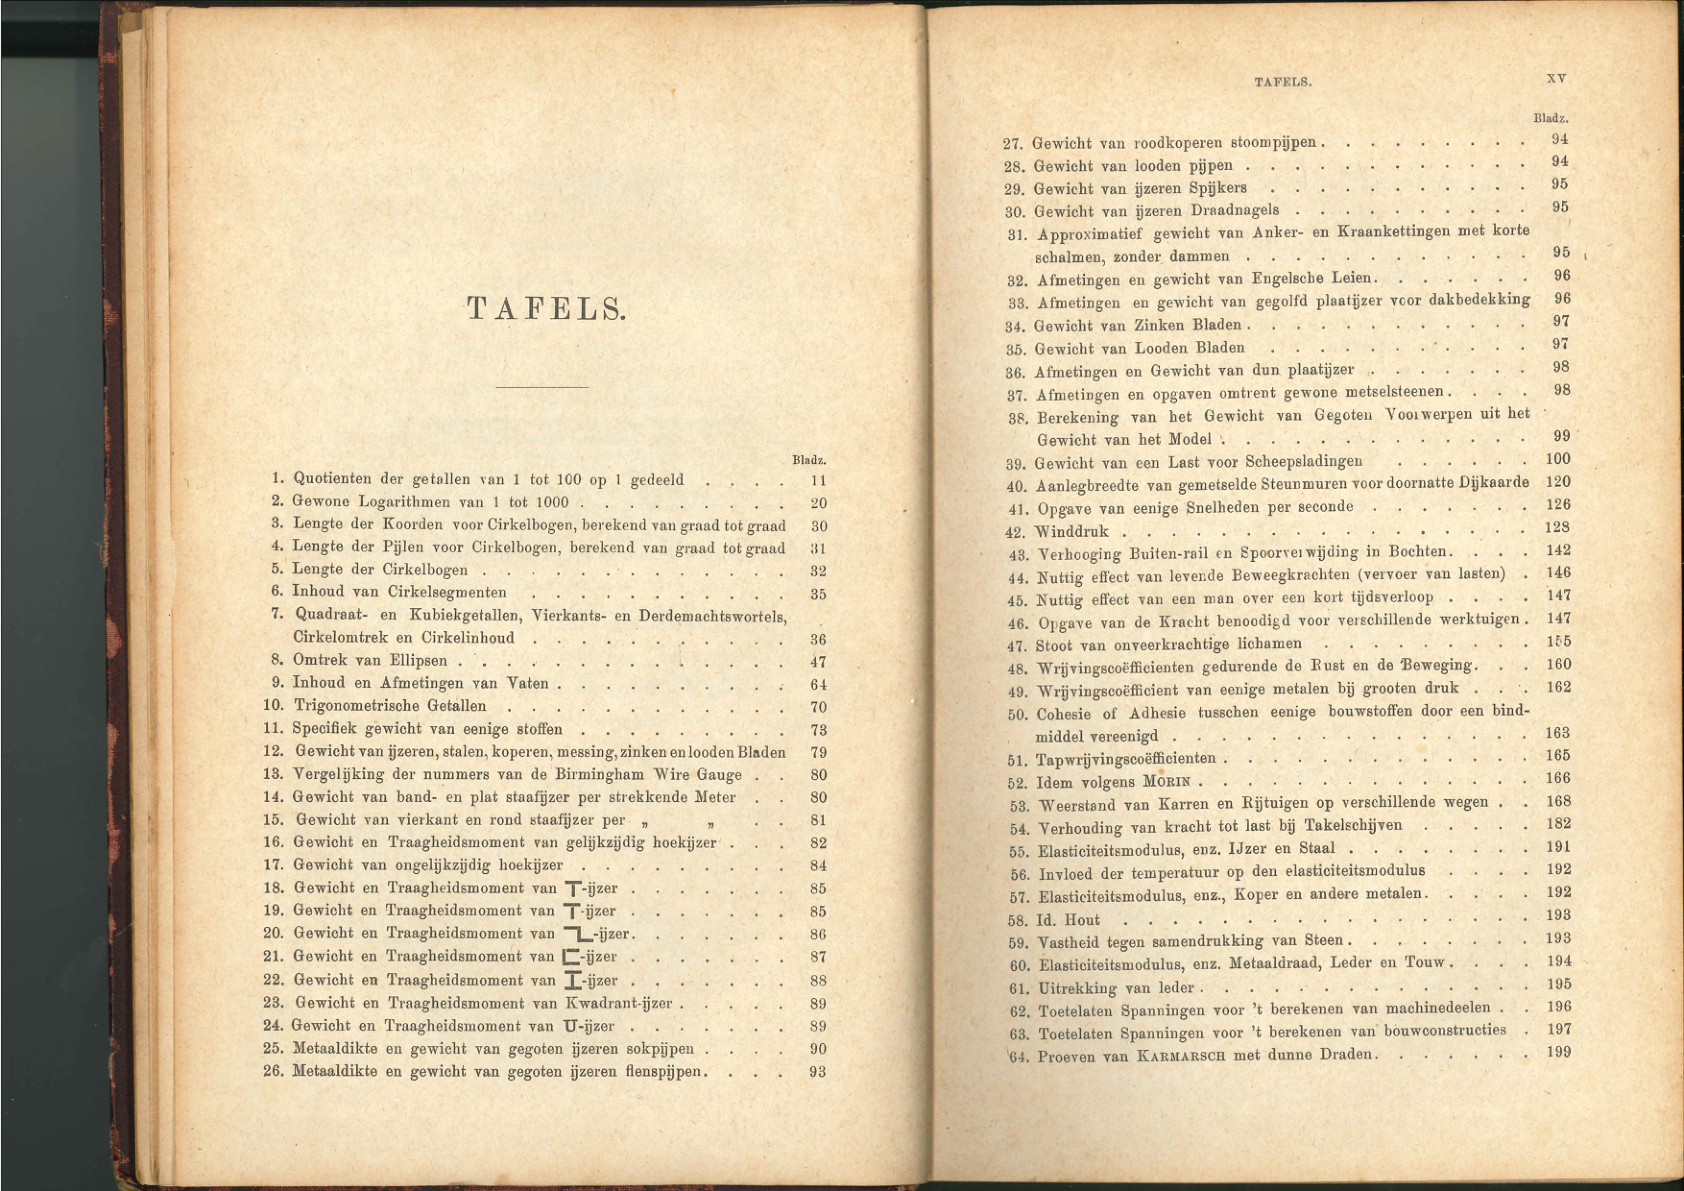 TAFELS.
Bladz.
1. Quotienten der getallen van 1 tot 100 op 1 gedeeld . . . . 11
2. Gewone Logarithmen van 1 tot 1000 . . . . . . . . . 20
3. Lengte der Koorden voor Cirkelbogen, berekend van graad tot graad 30
4. Lengte der Pijlen voor Cirkelbogen, berekend van graad tot graad 31
5. Lengte der Cirkelbogen . . . . . . . . . . . . . 32
6. Inhoud van Cirkelsegmenten . . . . . . . . . . . 35
7. Quadraat- en Kubiekgetallen, Vierkants- en Derdemachtswortels,
Cirkelomtrek en Cirkelinhoud . . . . . . . . . . . 36
8. Omtrek van Ellipsen . . . . . . . . . . . . . . 47
9. Inhoud en Afmetingen van Vaten . . . . . . . . . . 64
10. Trigonometrische Getallen . . . . . . . . . . . . 70
11. Specifiek gewicht van eenige stoffen . . . . . . . . . 73
12. Gewicht van ijzeren, stalen, koperen, messing, zinken en looden Bladen 79
13. Vergelijking der nummers van de Birmingham Wire Gauge . . 80
14. Gewicht van band- en plat staafijzer per strekkende Meter . . 80
15. Gewicht van vierkant en rond staafijzer per „ „ . . 81
16. Gewicht en Traagheidsmoment van gelijkzijdig hoekijzer . . . 82
17. Gewicht van ongelijkzijdig hoekijzer . . . . . . . . . 84
18. Gewicht en Traagheidsmoment van T-ijzer . . . . . . . 85
19. Gewicht en Traagheidsmoment van T-ijzer . . . . . . . 85
20. Gewicht en Traagheidsmoment van -ijzer. . . . . . . 86
21. Gewicht en Traagheidsmoment van C-ijzer . . . . . . . 87
22. Gewicht en Traagheidsmoment van I-ijzer . . . . . . . 88
23. Gewicht en Traagheidsmoment van Kwadrant-ijzer . . . . . 89
24. Gewicht en Traagheidsmoment van U-ijzer . . . . . . . 89
25. Metaaldikte en gewicht van gegoten ijzeren sokpijpen . . . . 90
26. Metaaldikte en gewicht van gegoten ijzeren flenspijpen. . . . 93
TAFELS. XV
Bladz.
27. Gewicht van roodkoperen stoompijpen . . . . . . . . . 94
28. Gewicht van looden pijpen . . . . . . . . . . . . 94
29. Gewicht van ijzeren Spijkers . . . . . . . . . . . 95
30. Gewicht van ijzeren Draadnagels . . . . . . . . . . 95
31. Approximatief gewicht van Anker- en Kraankettingen met korte
schalmen, zonder dammen . . . . . . . . . . . . 95
32. Afmetingen en gewicht van Engelsche Leien. . . . . . . 96
33. Afmetingen en gewicht van gegolfd plaatijzer voor dakbedekking 96
34. Gewicht van Zinken Bladen . . . . . . . . . . . . 97
35. Gewicht van Looden Bladen . . . . . . . . . . . 97
36. Afmetingen en Gewicht van dun plaatijzer . . . . . . . 98
37. Afmetingen en opgaven omtrent gewone metselsteenen . . . . 98
38. Berekening van het Gewicht van Gegoten Voorwerpen uit het
Gewicht van het Model . . . . . . . . . . . . . 99
39. Gewicht van een Last voor Scheepsladingen . . . . . . 100
40. Aanlegbreedte van gemetselde Steunmuren voor doornatte Dijkaarde 120
41. Opgave van eenige Snelheden per seconde . . . . . . . 126
42. Winddruk . . . . . . . . . . . . . . . . . 128
43. Verhooging Buiten-rail en Spoorverwijding in Bochten. . . . 142
44. Nuttig effect van levende Beweegkrachten (vervoer van lasten) . 146
45. Nuttig effect van een man over een kort tijdsverloop . . . . 147
46. Opgave van de Kracht benoodigd voor verschillende werktuigen . 147
47. Stoot van onveerkrachtige lichamen . . . . . . . . . 155
48. Wrijvingscoëfficienten gedurende de Rust en de Beweging. . . 160
49. Wrijvingscoëfficient van eenige metalen bij grooten druk . . . 162
50. Cohesie of Adhesie tusschen eenige bouwstoffen door een bind-
middel vereenigd . . . . . . . . . . . . . . . 163
51. Tapwrijvingscoëfficienten . . . . . . . . . . . . . 165
52. Idem volgens MORIN . . . . . . . . . . . . . . 166
53. Weerstand van Karren en Rijtuigen op verschillende wegen . . 168
54. Verhouding van kracht tot last bij Takelschijven . . . . . 182
55. Elasticiteitsmodulus, enz. IJzer en Staal . . . . . . . . 191
56. Invloed der temperatuur op den elasticiteitsmodulus . . . . 192
57. Elasticiteitsmodulus, enz., Koper en andere metalen. . . . . 192
58. Id. Hout . . . . . . . . . . . . . . . . . 193
59. Vastheid tegen samendrukking van Steen . . . . . . . . 193
60. Elasticiteitsmodulus, enz. Metaaldraad, Leder en Touw . . . . 194
61. Uitrekking van leder . . . . . . . . . . . . . . 195
62. Toetelaten Spanningen voor 't berekenen van machinedeelen . . 196
63. Toetelaten Spanningen voor 't berekenen van bouwconstructies . 197
64. Proeven van KARMARSCH met dunne Draden. . . . . . . 199